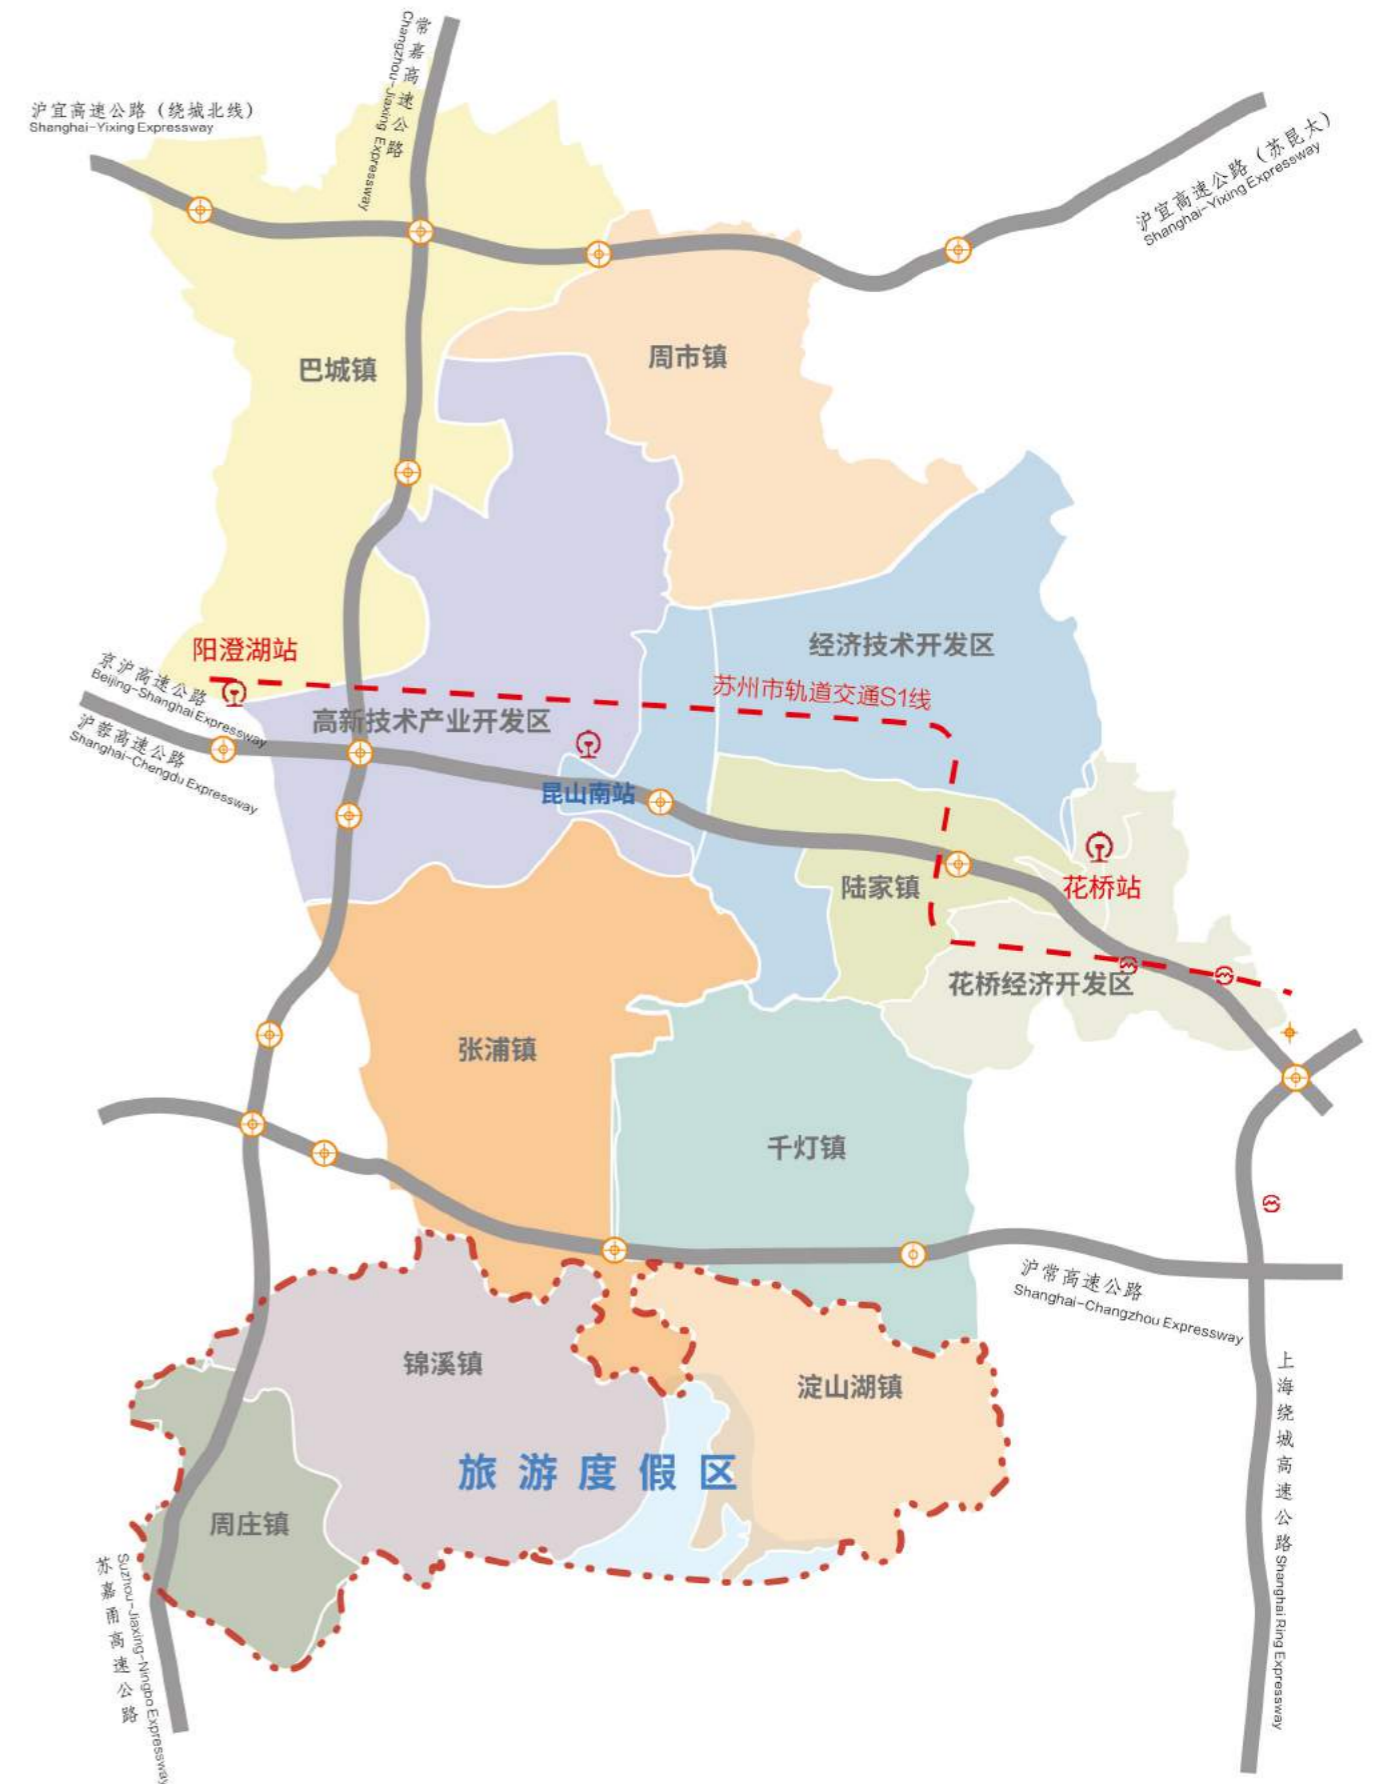 常嘉高速公路
Changzhou-Jiaxing Expressway
沪宜高速公路（绕城北线）
Shanghai-Yixing Expressway
沪宜高速公路（苏昆太）
Shanghai-Yixing Expressway
巴城镇
周市镇
阳澄湖站
经济技术开发区
京沪高速公路
Beijing-Shanghai Expressway
苏州市轨道交通S1线
沪蓉高速公路
Shanghai-Chengdu Expressway
高新技术产业开发区
昆山南站
陆家镇
花桥站
花桥经济开发区
张浦镇
千灯镇
沪常高速公路
Shanghai-Changzhou Expressway
锦溪镇
淀山湖镇
旅游度假区
周庄镇
上海绕城高速公路
Shanghai Ring Expressway
苏嘉甬高速公路
Suzhou-Jiaxing-Ningbo Expressway